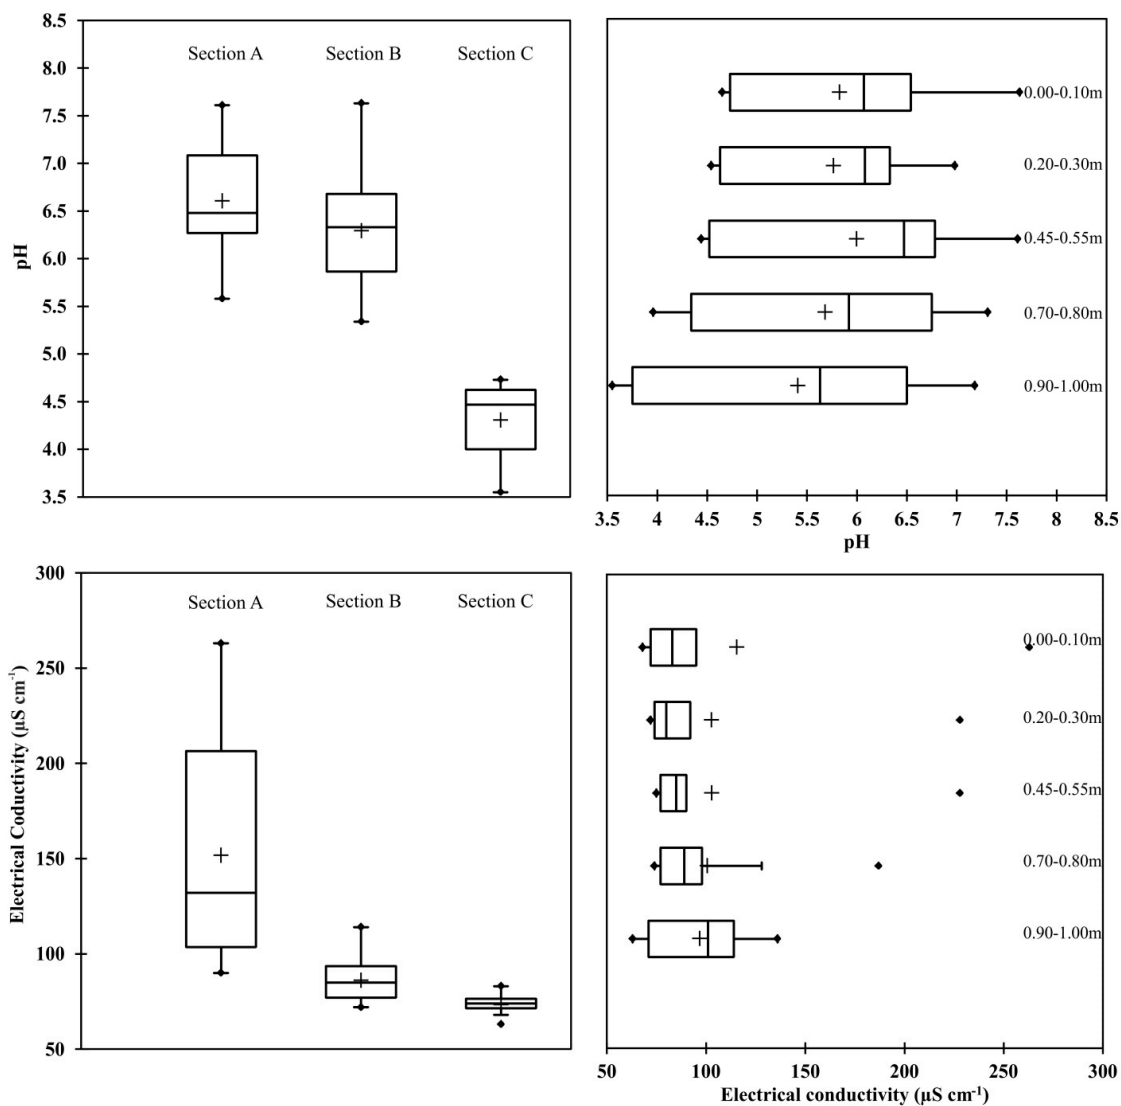 8.5
8.0
7.5
7.0
6.5
6.0
5.5
5.0
4.5
4.0
3.5
pH
Section A Section B Section C
0.00-0.10m
0.20-0.30m
0.45-0.55m
0.70-0.80m
0.90-1.00m
3.5 4 4.5 5 5.5 6 6.5 7 7.5 8 8.5
pH
300
250
200
150
100
50
Electrical Coductivity (µS cm-1)
Section A Section B Section C
0.00-0.10m
0.20-0.30m
0.45-0.55m
0.70-0.80m
0.90-1.00m
50 100 150 200 250 300
Electrical conductivity (µS cm-1)